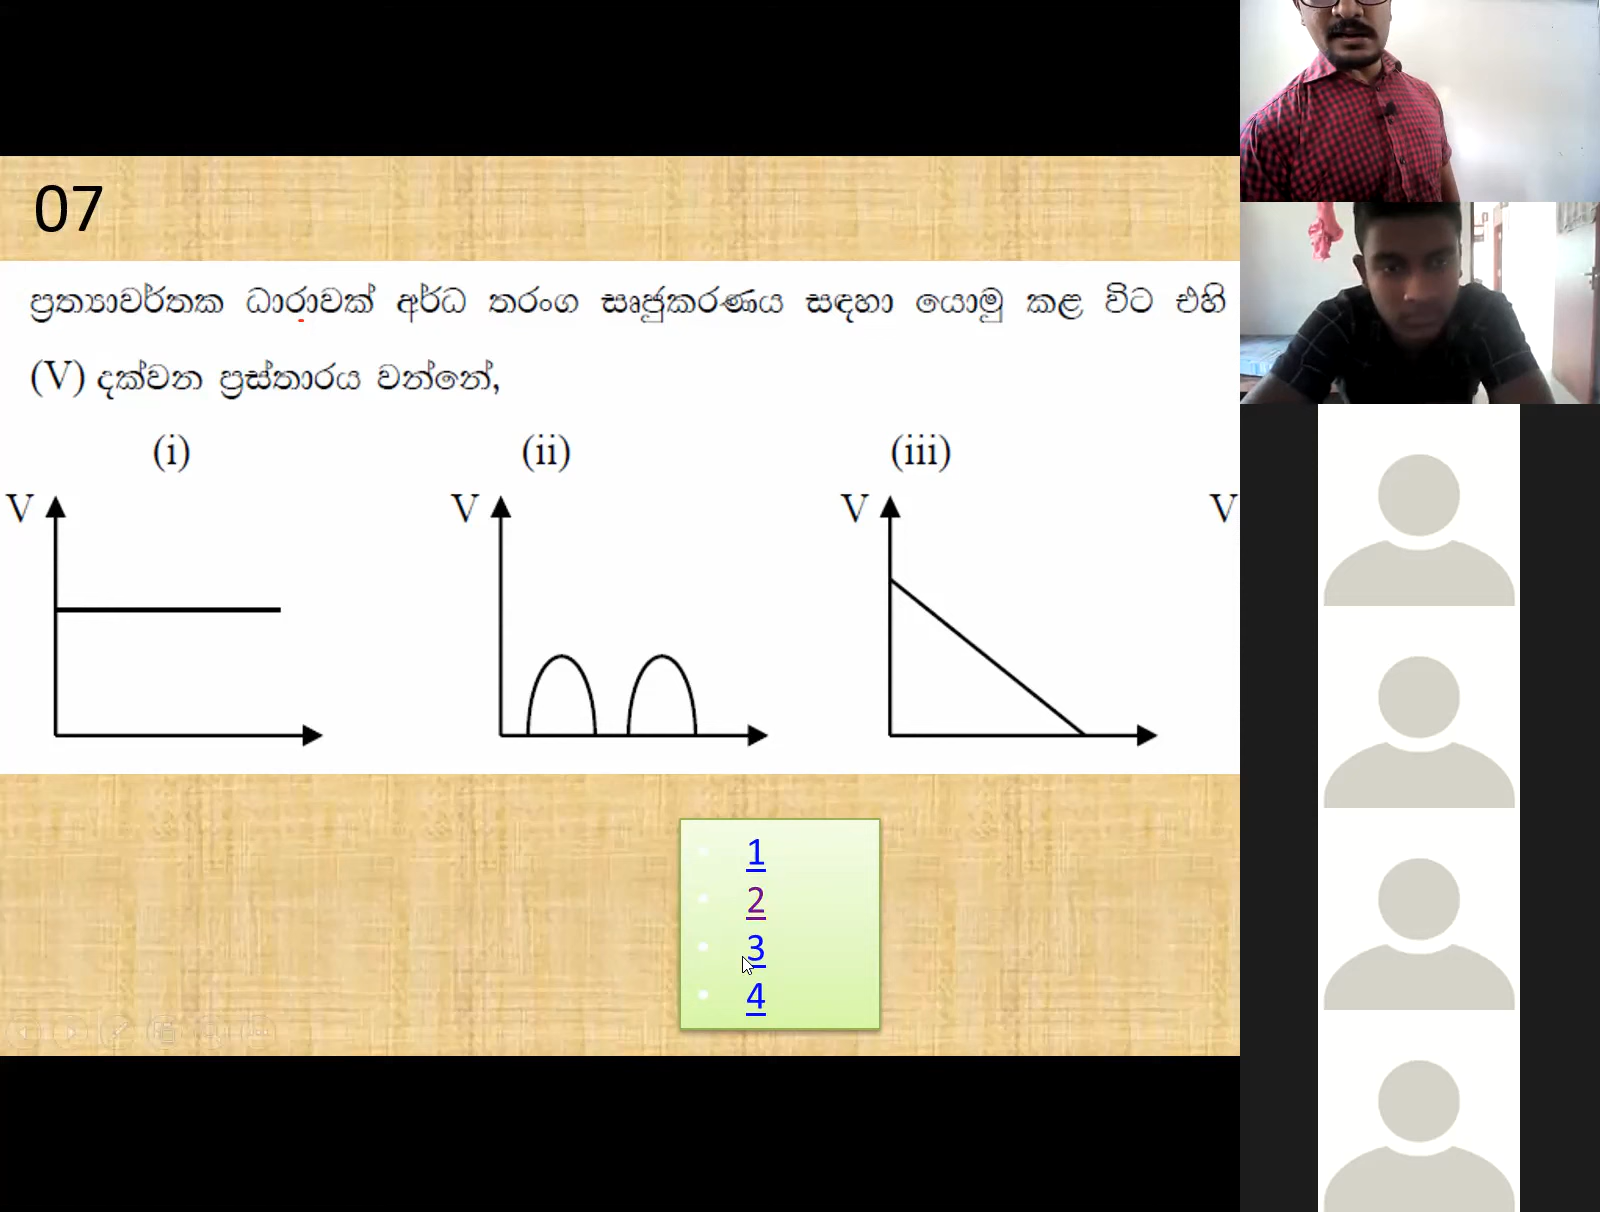 07
ප්‍රත්‍යාවර්තක ධාරාවක් අර්ධ තරංග සෘජුකරණය සඳහා යොමු කළ විට එහි
(V) දක්වන ප්‍රස්තාරය වන්නේ,
(i) (ii) (iii)
V V V V
1
2
3
4